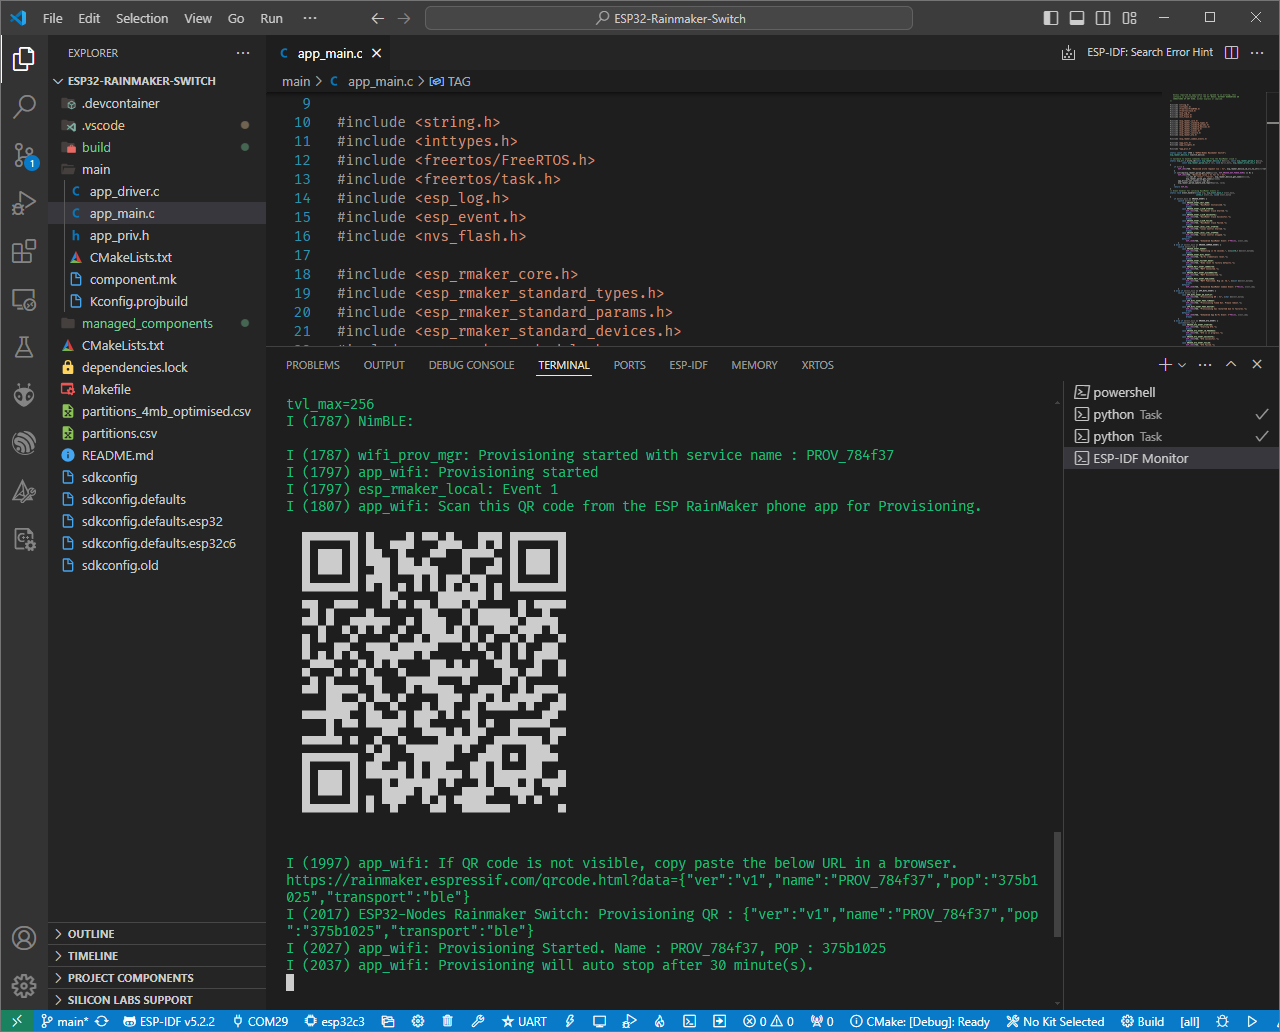 File Edit Selection View Go Run ··· ESP32-Rainmaker-Switch
EXPLORER ···
ESP32-RAINMAKER-SWITCH
.devcontainer
.vscode
build
main
app_driver.c
app_main.c
app_priv.h
CMakeLists.txt
component.mk
Kconfig.projbuild
managed_components
CMakeLists.txt
dependencies.lock
Makefile
partitions_4mb_optimised.csv
partitions.csv
README.md
sdkconfig
sdkconfig.defaults
sdkconfig.defaults.esp32
sdkconfig.defaults.esp32c6
sdkconfig.old
OUTLINE
TIMELINE
PROJECT COMPONENTS
SILICON LABS SUPPORT
1
C app_main.c ESP-IDF: Search Error Hint ···
main > C app_main.c > TAG
9
10 #include <string.h>
11 #include <inttypes.h>
12 #include <freertos/FreeRTOS.h>
13 #include <freertos/task.h>
14 #include <esp_log.h>
15 #include <esp_event.h>
16 #include <nvs_flash.h>
17
18 #include <esp_rmaker_core.h>
19 #include <esp_rmaker_standard_types.h>
20 #include <esp_rmaker_standard_params.h>
21 #include <esp_rmaker_standard_devices.h>
PROBLEMS OUTPUT DEBUG CONSOLE TERMINAL PORTS ESP-IDF MEMORY XRTOS
tvl_max=256
I (1787) NimBLE:
I (1787) wifi_prov_mgr: Provisioning started with service name : PROV_784f37
I (1797) app_wifi: Provisioning started
I (1797) esp_rmaker_local: Event 1
I (1807) app_wifi: Scan this QR code from the ESP RainMaker phone app for Provisioning.
I (1997) app_wifi: If QR code is not visible, copy paste the below URL in a browser.
https://rainmaker.espressif.com/qrcode.html?data={"ver":"v1","name":"PROV_784f37","pop":"375b1
025","transport":"ble"}
I (2017) ESP32-Nodes Rainmaker Switch: Provisioning QR : {"ver":"v1","name":"PROV_784f37","pop
":"375b1025","transport":"ble"}
I (2027) app_wifi: Provisioning Started. Name : PROV_784f37, POP : 375b1025
I (2037) app_wifi: Provisioning will auto stop after 30 minute(s).
powershell
python Task
python Task
ESP-IDF Monitor
main* ESP-IDF v5.2.2 COM29 esp32c3 UART 0 0 0 CMake: [Debug]: Ready No Kit Selected Build [all]